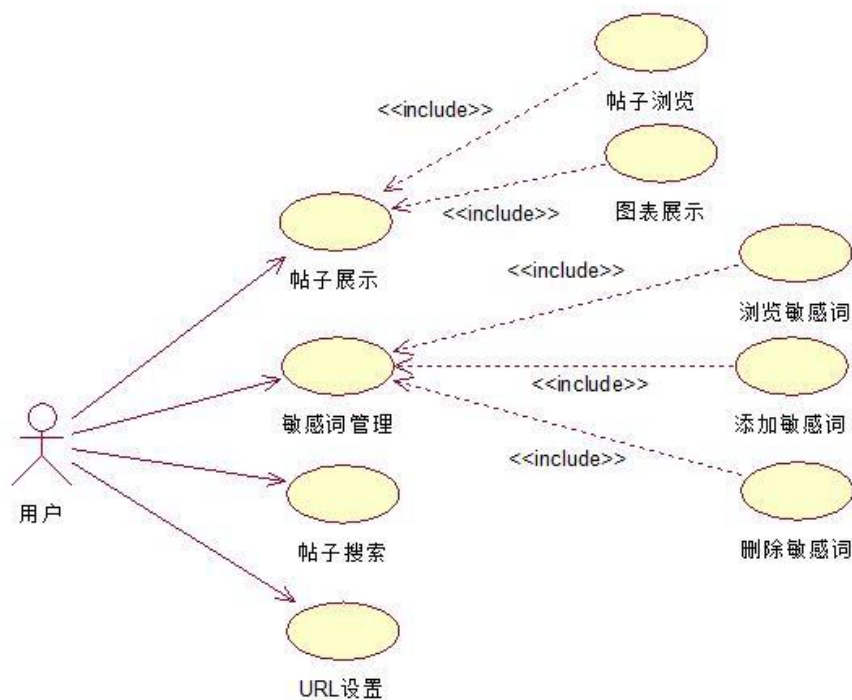 帖子浏览
<<include>>
图表展示
<<include>>
帖子展示
<<include>>
浏览敏感词
<<include>>
敏感词管理
添加敏感词
<<include>>
用户
帖子搜索
删除敏感词
URL设置